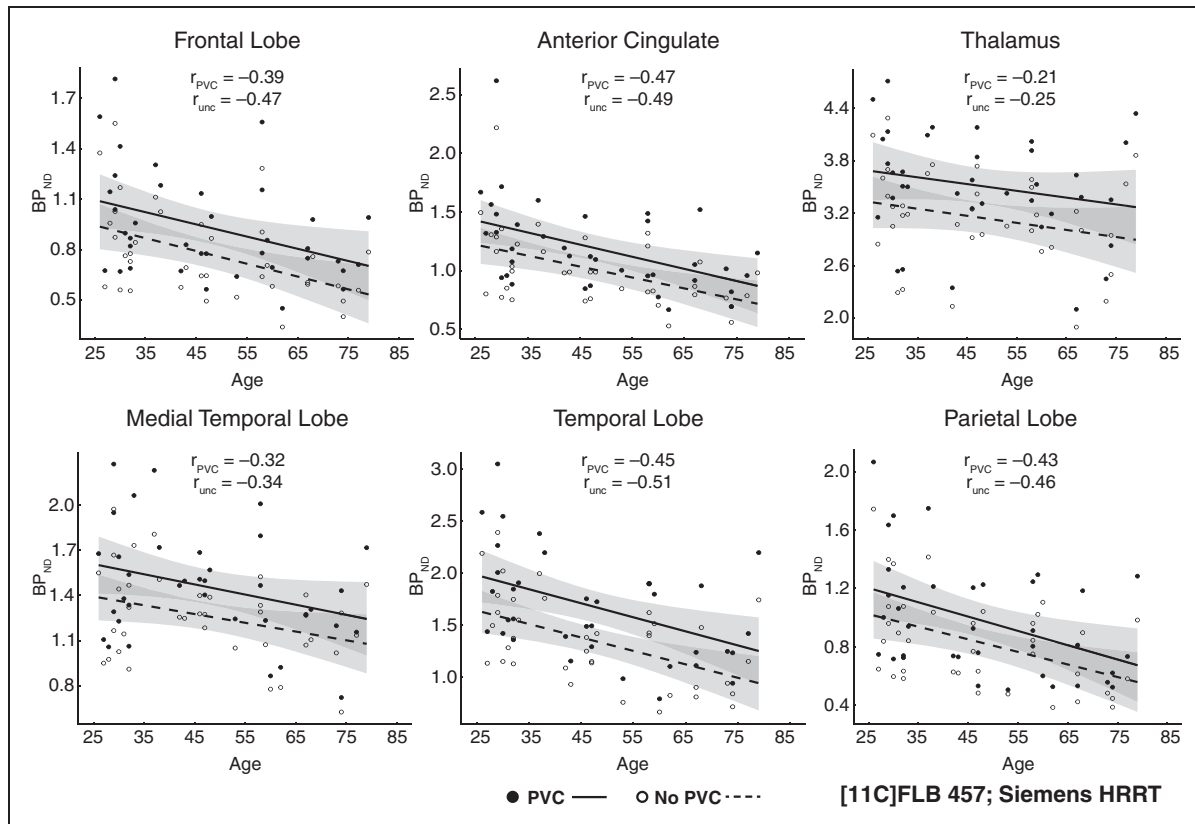 Frontal Lobe
r_PVC = –0.39
r_unc = –0.47
BP_ND
1.7
1.4
1.1
0.8
0.5
25 35 45 55 65 75 85
Age
Anterior Cingulate
r_PVC = –0.47
r_unc = –0.49
BP_ND
2.5
2.0
1.5
1.0
0.5
25 35 45 55 65 75 85
Age
Thalamus
r_PVC = –0.21
r_unc = –0.25
BP_ND
4.4
3.8
3.2
2.6
2.0
25 35 45 55 65 75 85
Age
Medial Temporal Lobe
r_PVC = –0.32
r_unc = –0.34
BP_ND
2.0
1.7
1.4
1.1
0.8
25 35 45 55 65 75 85
Age
Temporal Lobe
r_PVC = –0.45
r_unc = –0.51
BP_ND
3.0
2.5
2.0
1.5
1.0
25 35 45 55 65 75 85
Age
Parietal Lobe
r_PVC = –0.43
r_unc = –0.46
BP_ND
2.0
1.6
1.2
0.8
0.4
25 35 45 55 65 75 85
Age
PVC No PVC
[11C]FLB 457; Siemens HRRT